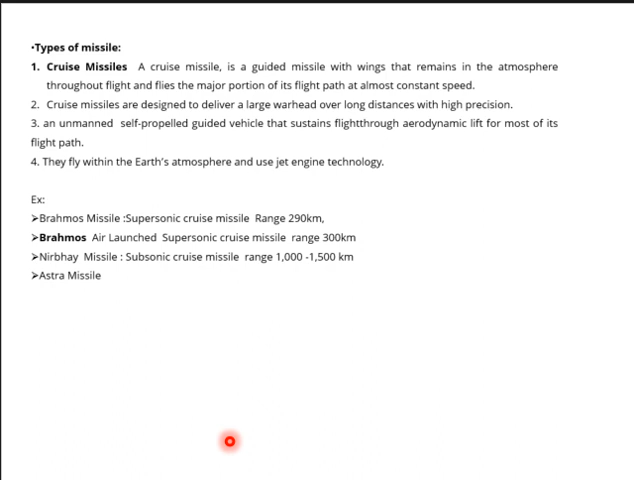 •Types of missile:
1. Cruise Missiles A cruise missile, is a guided missile with wings that remains in the atmosphere
throughout flight and flies the major portion of its flight path at almost constant speed.
2. Cruise missiles are designed to deliver a large warhead over long distances with high precision.
3. an unmanned self-propelled guided vehicle that sustains flightthrough aerodynamic lift for most of its
flight path.
4. They fly within the Earth's atmosphere and use jet engine technology.
Ex:
➢Brahmos Missile :Supersonic cruise missile Range 290km,
➢Brahmos Air Launched Supersonic cruise missile range 300km
➢Nirbhay Missile : Subsonic cruise missile range 1,000 -1,500 km
➢Astra Missile